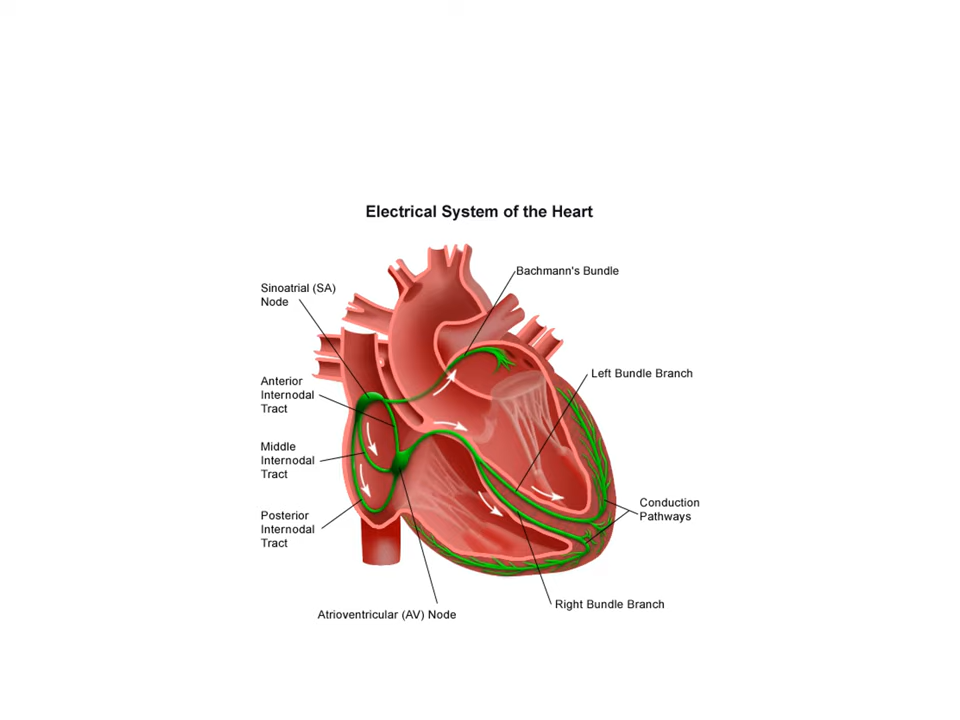 Electrical System of the Heart
Bachmann's Bundle
Sinoatrial (SA)
Node
Left Bundle Branch
Anterior
Internodal
Tract
Middle
Internodal
Tract
Conduction
Pathways
Posterior
Internodal
Tract
Right Bundle Branch
Atrioventricular (AV) Node